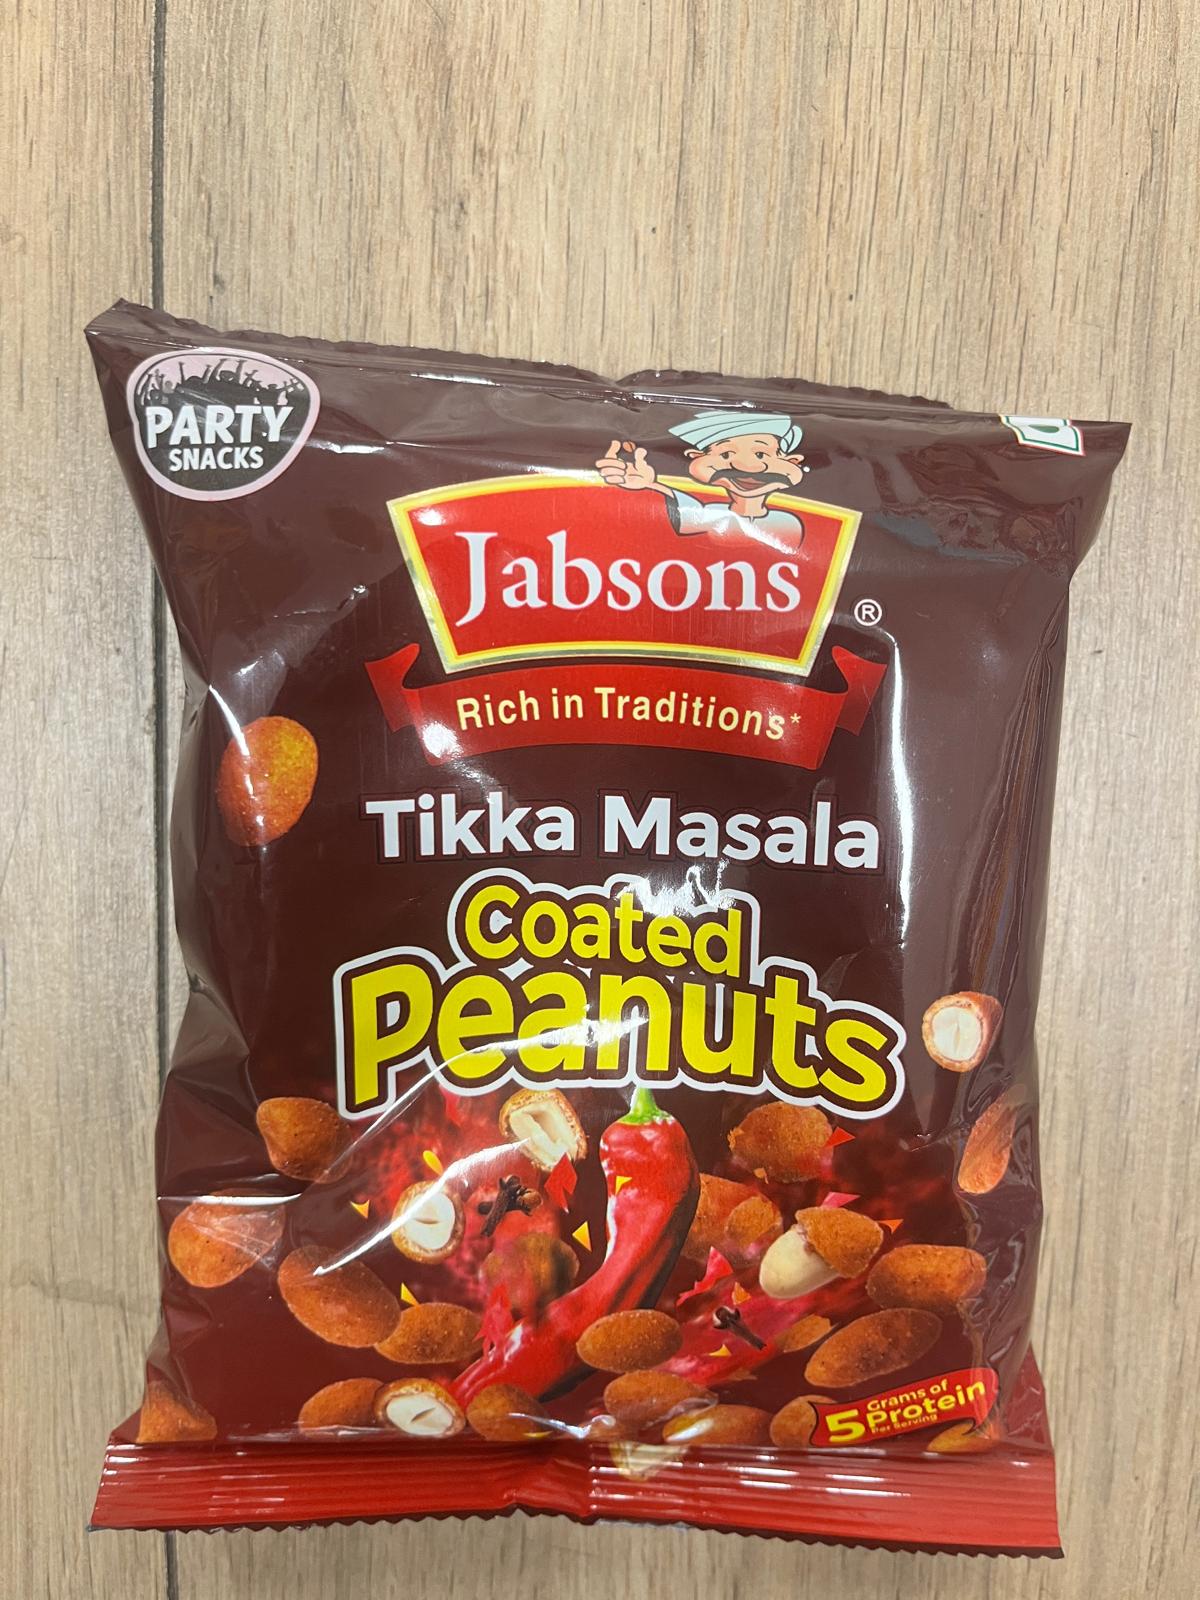 PARTY
SNACKS
Jabsons
®
Rich in Traditions*
Tikka Masala
Coated
Peanuts
5 Grams of
Protein
Per Serving